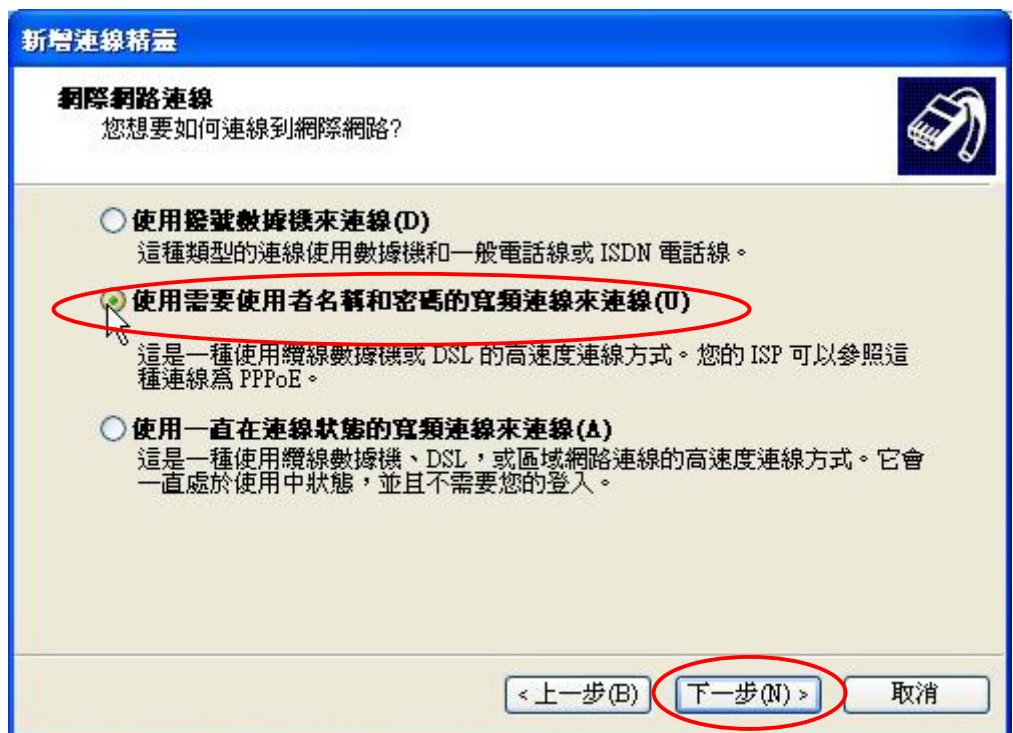 新增連線精靈
網際網路連線
您想要如何連線到網際網路?
使用撥號數據機來連線(D)
這種類型的連線使用數據機和一般電話線或 ISDN 電話線。
使用需要使用者名稱和密碼的寬頻連線來連線(U)
這是一種使用纜線數據機或 DSL 的高速度連線方式。您的 ISP 可以參照這
種連線爲 PPPoE。
使用一直在連線狀態的寬頻連線來連線(A)
這是一種使用纜線數據機、DSL，或區域網路連線的高速度連線方式。它會
一直處於使用中狀態，並且不需要您的登入。
<上一步(B) 下一步(N)> 取消